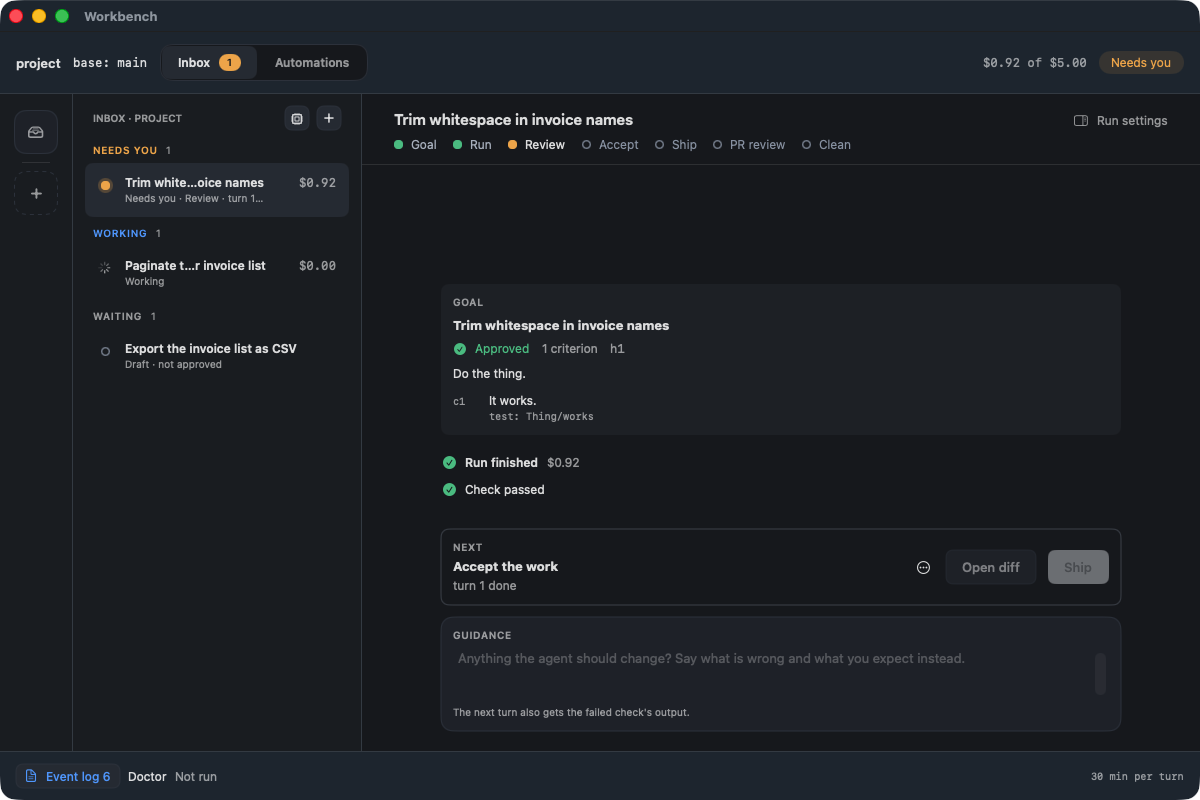 Workbench
project base: main Inbox 1 Automations $0.92 of $5.00 Needs you
INBOX · PROJECT
NEEDS YOU 1
Trim white...oice names $0.92
Needs you · Review · turn 1...
WORKING 1
Paginate t...r invoice list $0.00
Working
WAITING 1
Export the invoice list as CSV
Draft · not approved
Trim whitespace in invoice names
Run settings
Goal Run Review Accept Ship PR review Clean
GOAL
Trim whitespace in invoice names
Approved 1 criterion h1
Do the thing.
c1 It works.
test: Thing/works
Run finished $0.92
Check passed
NEXT
Accept the work
turn 1 done
Open diff Ship
GUIDANCE
Anything the agent should change? Say what is wrong and what you expect instead.
The next turn also gets the failed check's output.
Event log 6 Doctor Not run 30 min per turn